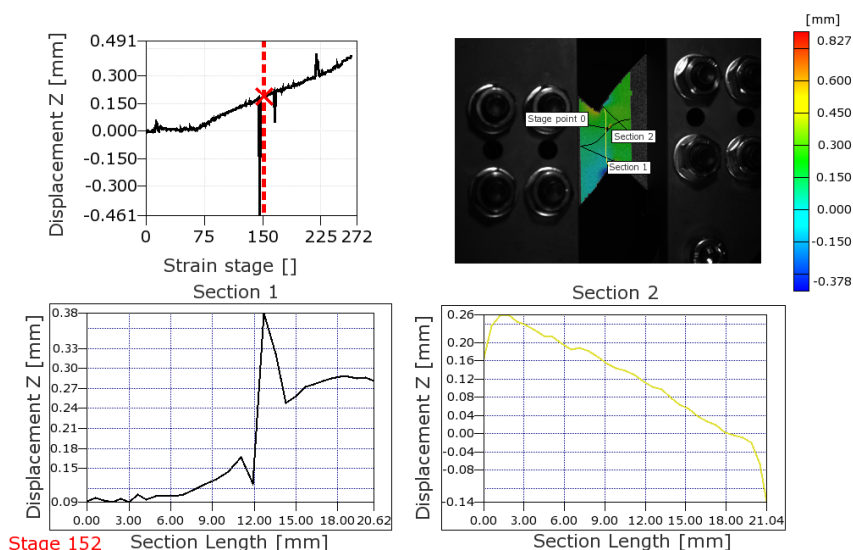 [mm]
0.827
0.600
0.450
0.300
0.150
0.000
-0.150
-0.378
Displacement Z [mm]
0.491
0.300
0.150
0.000
-0.150
-0.300
-0.461
0 75 150 225 272
Strain stage []
Stage point 0
Section 2
Section 1
Section 1
Displacement Z [mm]
0.38
0.33
0.30
0.27
0.24
0.21
0.18
0.15
0.09
0.00 3.00 6.00 9.00 12.00 15.00 18.00 20.62
Section Length [mm]
Section 2
Displacement Z [mm]
0.26
0.20
0.16
0.12
0.08
0.04
0.00
-0.04
-0.08
-0.14
0.00 3.00 6.00 9.00 12.00 15.00 18.00 21.04
Section Length [mm]
Stage 152